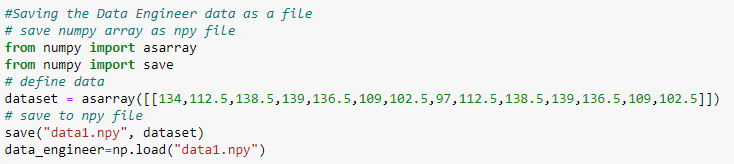 #Saving the Data Engineer data as a file
# save numpy array as npy file
from numpy import asarray
from numpy import save
# define data
dataset = asarray([[134,112.5,138.5,139,136.5,109,102.5,97,112.5,138.5,139,136.5,109,102.5]])
# save to npy file
save("data1.npy", dataset)
data_engineer=np.load("data1.npy")